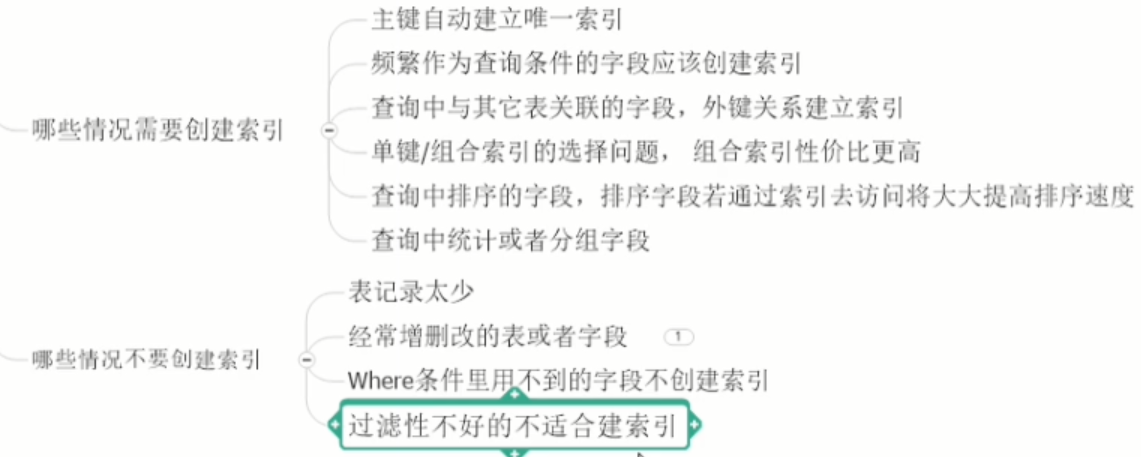 哪些情况需要创建索引
主键自动建立唯一索引
频繁作为查询条件的字段应该创建索引
查询中与其它表关联的字段，外键关系建立索引
单键/组合索引的选择问题， 组合索引性价比更高
查询中排序的字段，排序字段若通过索引去访问将大大提高排序速度
查询中统计或者分组字段
哪些情况不要创建索引
表记录太少
经常增删改的表或者字段 1
Where条件里用不到的字段不创建索引
过滤性不好的不适合建索引